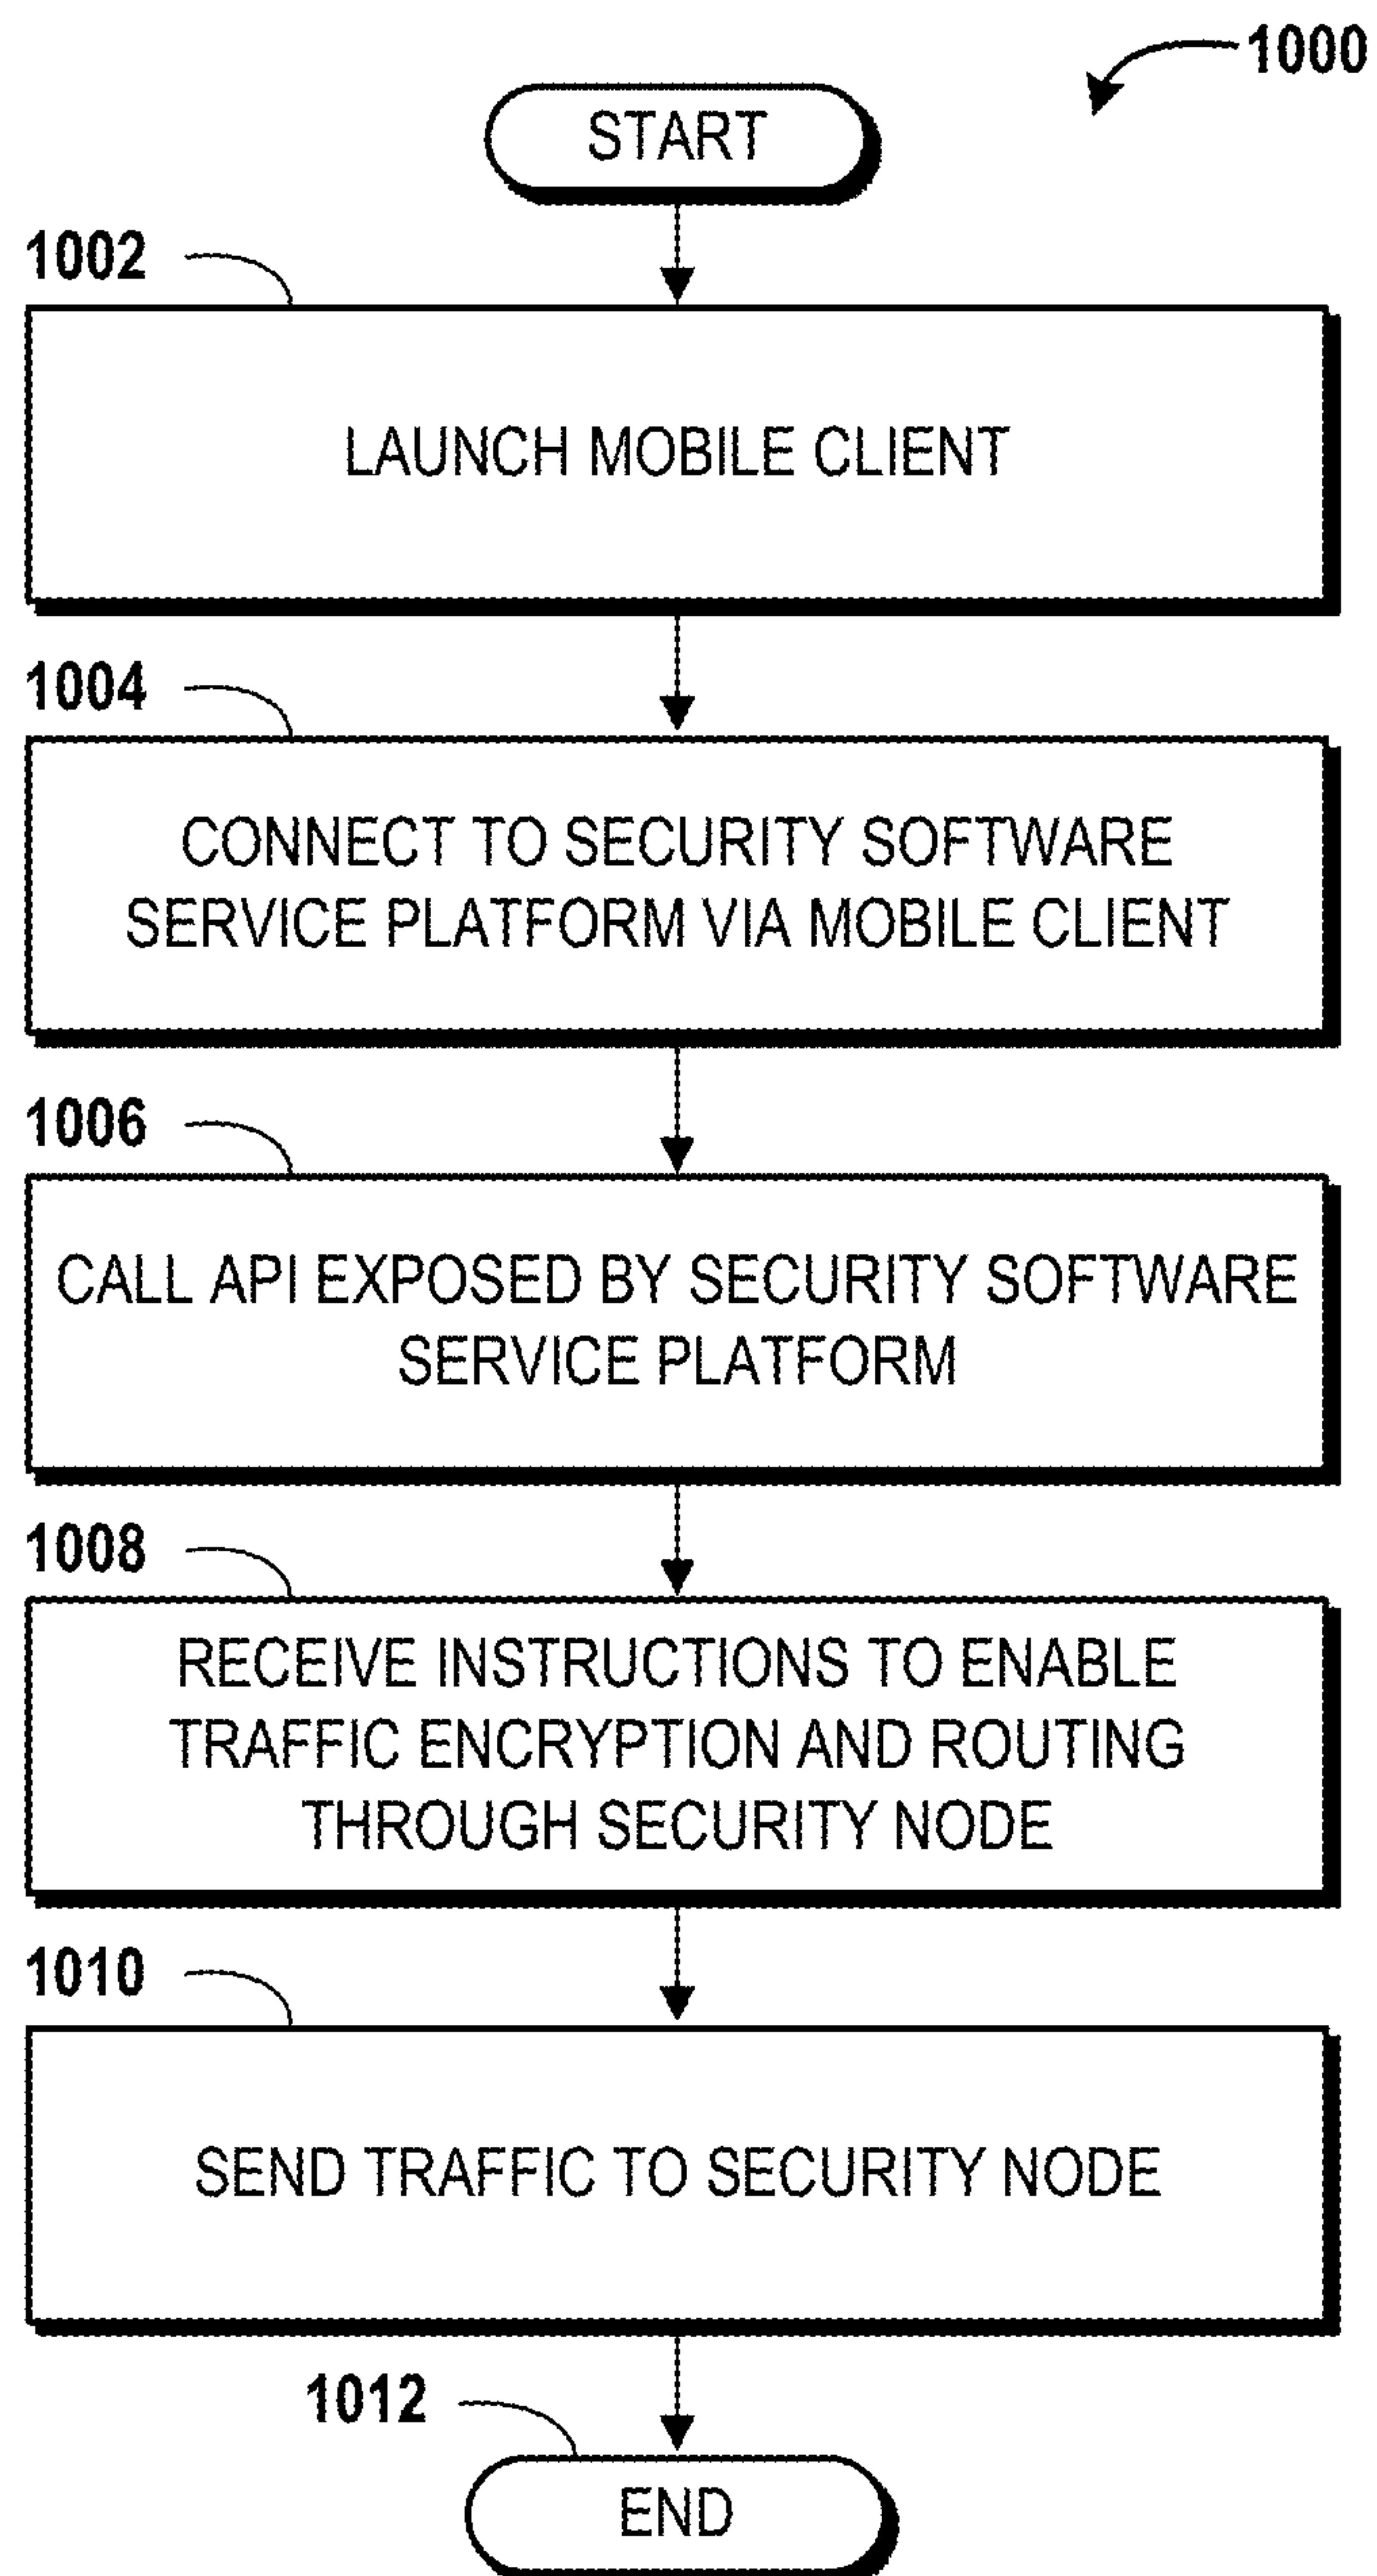 1000
START
1002
LAUNCH MOBILE CLIENT
1004
CONNECT TO SECURITY SOFTWARE
SERVICE PLATFORM VIA MOBILE CLIENT
1006
CALL API EXPOSED BY SECURITY SOFTWARE
SERVICE PLATFORM
1008
RECEIVE INSTRUCTIONS TO ENABLE
TRAFFIC ENCRYPTION AND ROUTING
THROUGH SECURITY NODE
1010
SEND TRAFFIC TO SECURITY NODE
1012
END